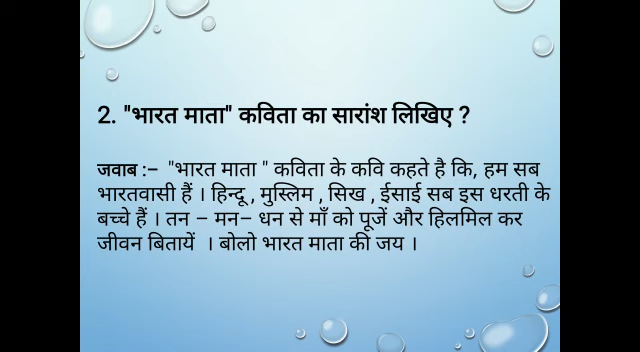 2. "भारत माता" कविता का सारांश लिखिए ?
जवाब :– "भारत माता " कविता के कवि कहते है कि, हम सब
भारतवासी हैं । हिन्दू , मुस्लिम , सिख , ईसाई सब इस धरती के
बच्चे हैं । तन – मन– धन से माँ को पूजें और हिलमिल कर
जीवन बितायें । बोलो भारत माता की जय ।